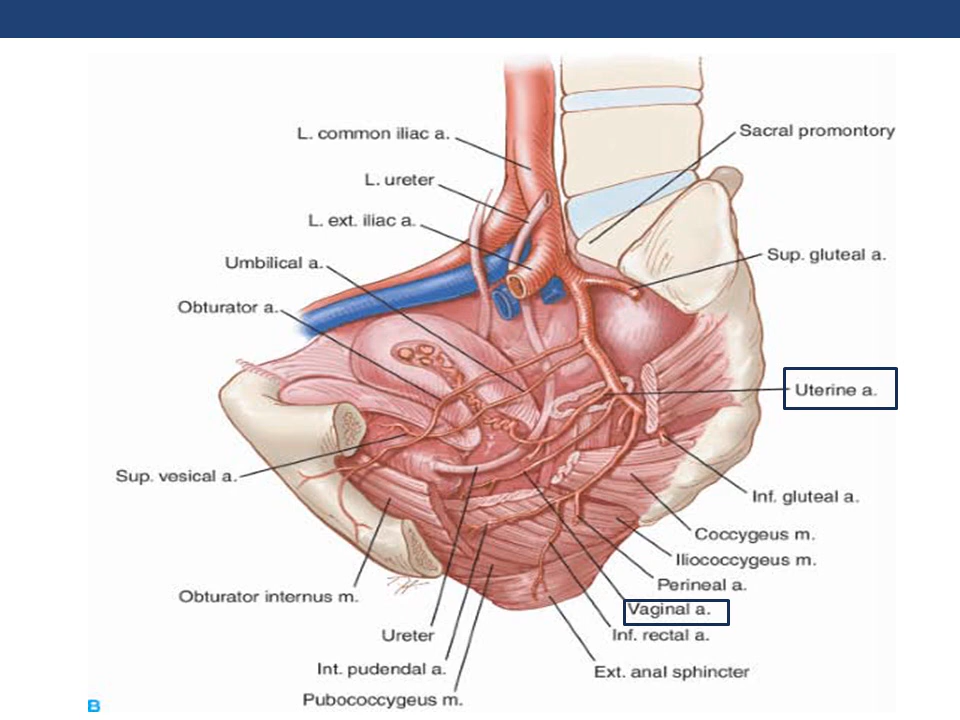 L. common iliac a.
Sacral promontory
L. ureter
L. ext. iliac a.
Sup. gluteal a.
Umbilical a.
Obturator a.
Uterine a.
Sup. vesical a.
Inf. gluteal a.
Coccygeus m.
Iliococcygeus m.
Perineal a.
Obturator internus m.
Vaginal a.
Ureter
Inf. rectal a.
Int. pudendal a.
Ext. anal sphincter
Pubococcygeus m.
B